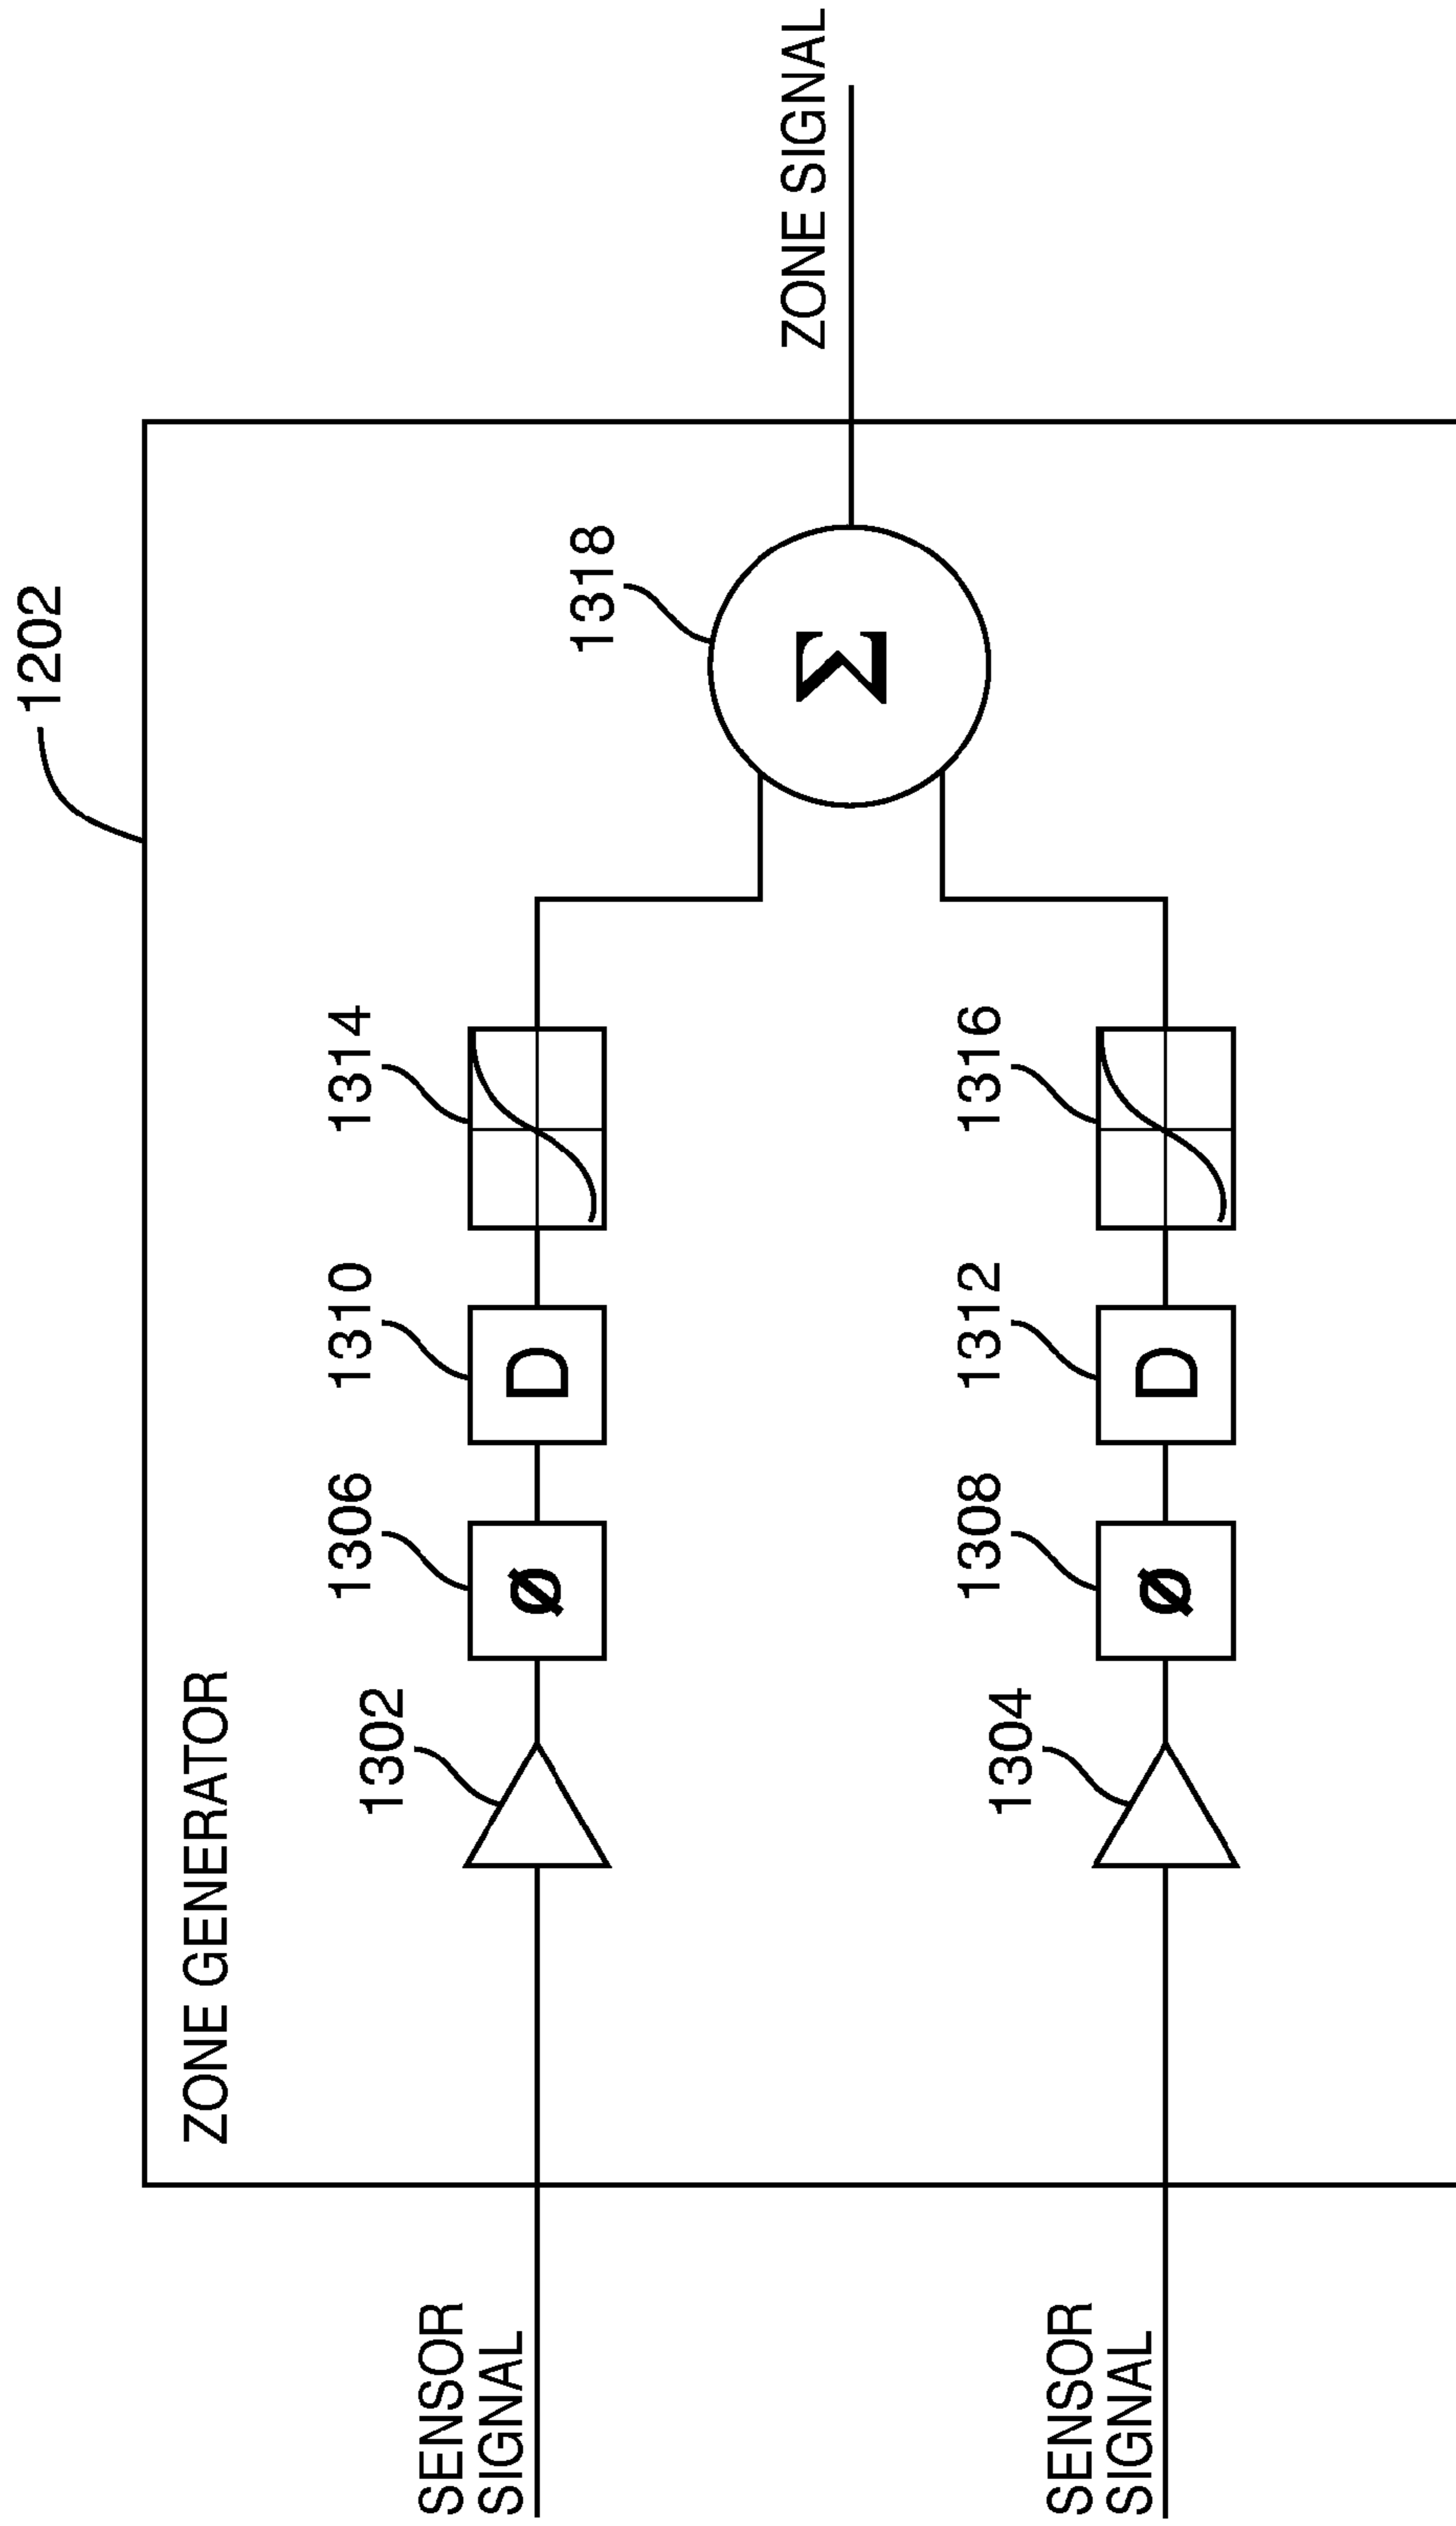 1202
ZONE GENERATOR
SENSOR
SIGNAL
1302
1306
ø
1310
D
1314
1318
Σ
ZONE SIGNAL
SENSOR
SIGNAL
1304
1308
ø
1312
D
1316